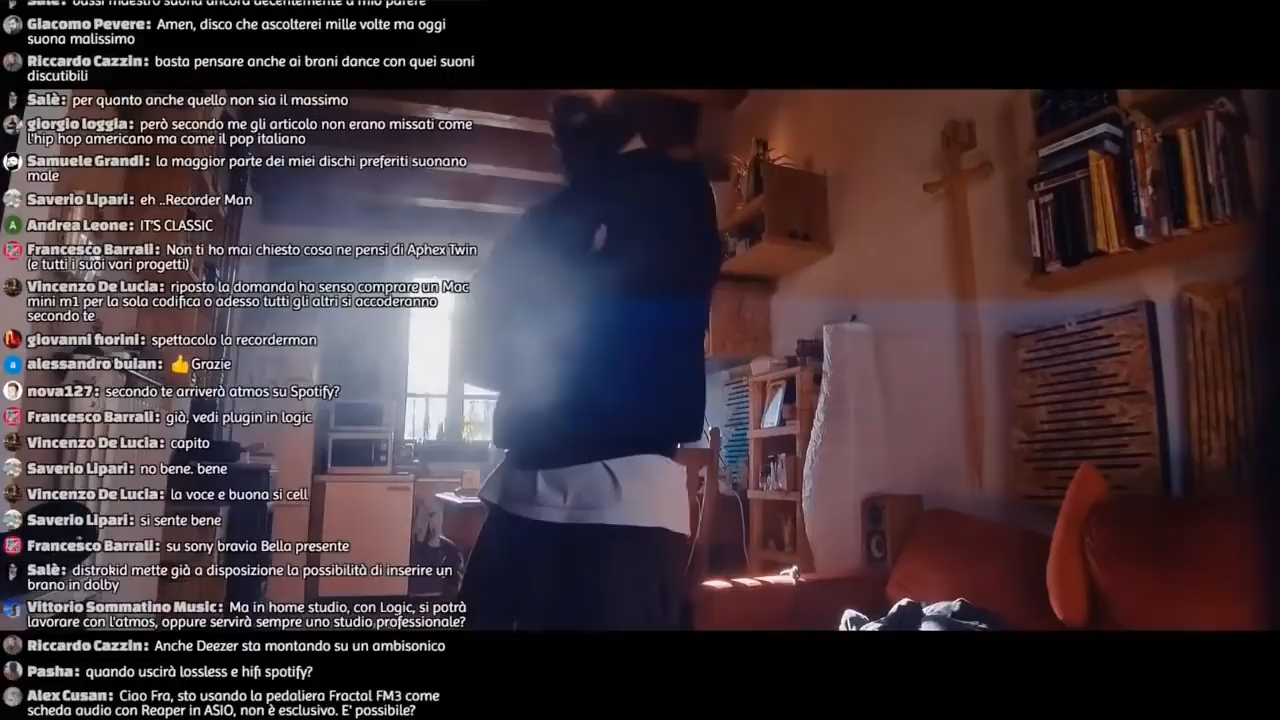 Salè: bassi maestro suona ancora decentemente a mio parere
Giacomo Pevere: Amen, disco che ascolterei mille volte ma oggi
suona malissimo
Riccardo Cazzin: basta pensare anche ai brani dance con quei suoni
discutibili
Salè: per quanto anche quello non sia il massimo
giorgio loggia: però secondo me gli articolo non erano missati come
l'hip hop americano ma come il pop italiano
Samuele Grandi: la maggior parte dei miei dischi preferiti suonano
male
Saverio Lipari: eh ..Recorder Man
A
Andrea Leone: IT'S CLASSIC
Francesco Barrali: Non ti ho mai chiesto cosa ne pensi di Aphex Twin
(e tutti i suoi vari progetti)
Vincenzo De Lucia: riposto la domanda ha senso comprare un Mac
mini m1 per la sola codifica o adesso tutti gli altri si accoderanno
secondo te
giovanni fiorini: spettacolo la recorderman
a
alessandro buian: 👍Grazie
nova127: secondo te arriverà atmos su Spotify?
Francesco Barrali: già, vedi plugin in logic
Vincenzo De Lucia: capito
Saverio Lipari: no bene. bene
Vincenzo De Lucia: la voce e buona si cell
Saverio Lipari: si sente bene
Francesco Barrali: su sony bravia Bella presente
Salè: distrokid mette già a disposizione la possibilità di inserire un
brano in dolby
Vittorio Sommatino Music: Ma in home studio, con Logic, si potrà
lavorare con l'atmos, oppure servirà sempre uno studio professionale?
Riccardo Cazzin: Anche Deezer sta montando su un ambisonico
Pasha: quando uscirà lossless e hifi spotify?
Alex Cusan: Ciao Fra, sto usando la pedaliera Fractal FM3 come
scheda audio con Reaper in ASIO, non è esclusivo. E' possibile?